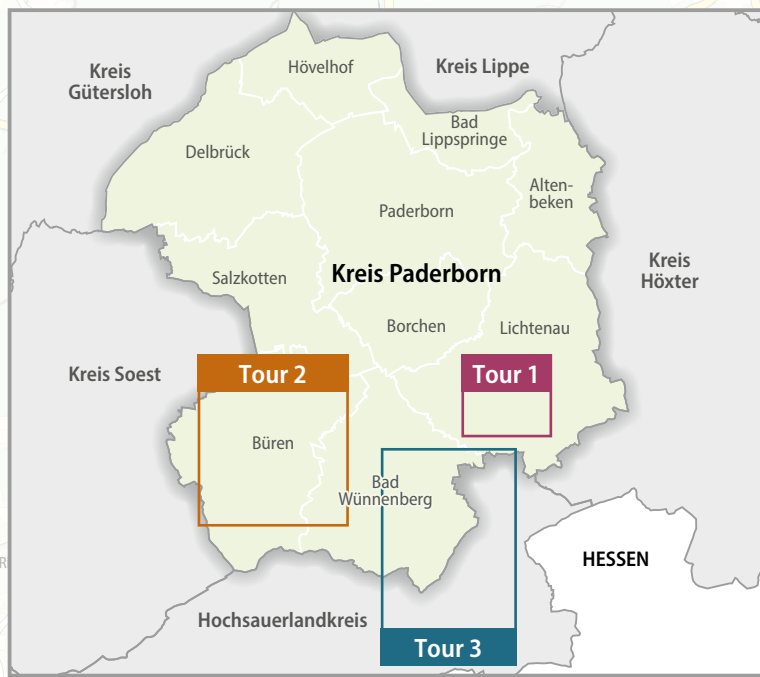 Kreis
Gütersloh
Hövelhof
Kreis Lippe
Bad
Lippspringe
Delbrück
Alten-
beken
Paderborn
Salzkotten
Kreis Paderborn
Kreis
Höxter
Borchen
Lichtenau
Kreis Soest
Tour 2
Tour 1
Büren
Bad
Wünnenberg
HESSEN
Hochsauerlandkreis
Tour 3
R